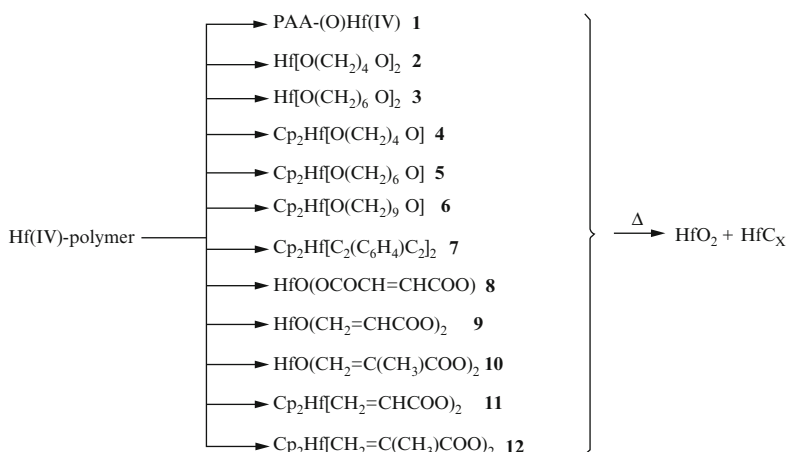 PAA-(O)Hf(IV) 1
Hf[O(CH₂)₄ O]₂ 2
Hf[O(CH₂)₆ O]₂ 3
Cp₂Hf[O(CH₂)₄ O] 4
Cp₂Hf[O(CH₂)₆ O] 5
Cp₂Hf[O(CH₂)₉ O] 6
Hf(IV)-polymer
Cp₂Hf[C₂(C₆H₄)C₂]₂ 7
HfO(OCOCH=CHCOO) 8
HfO(CH₂=CHCOO)₂ 9
HfO(CH₂=C(CH₃)COO)₂ 10
Cp₂Hf[CH₂=CHCOO)₂ 11
Cp₂Hf[CH₂=C(CH₃)COO)₂ 12
Δ
HfO₂ + HfCX